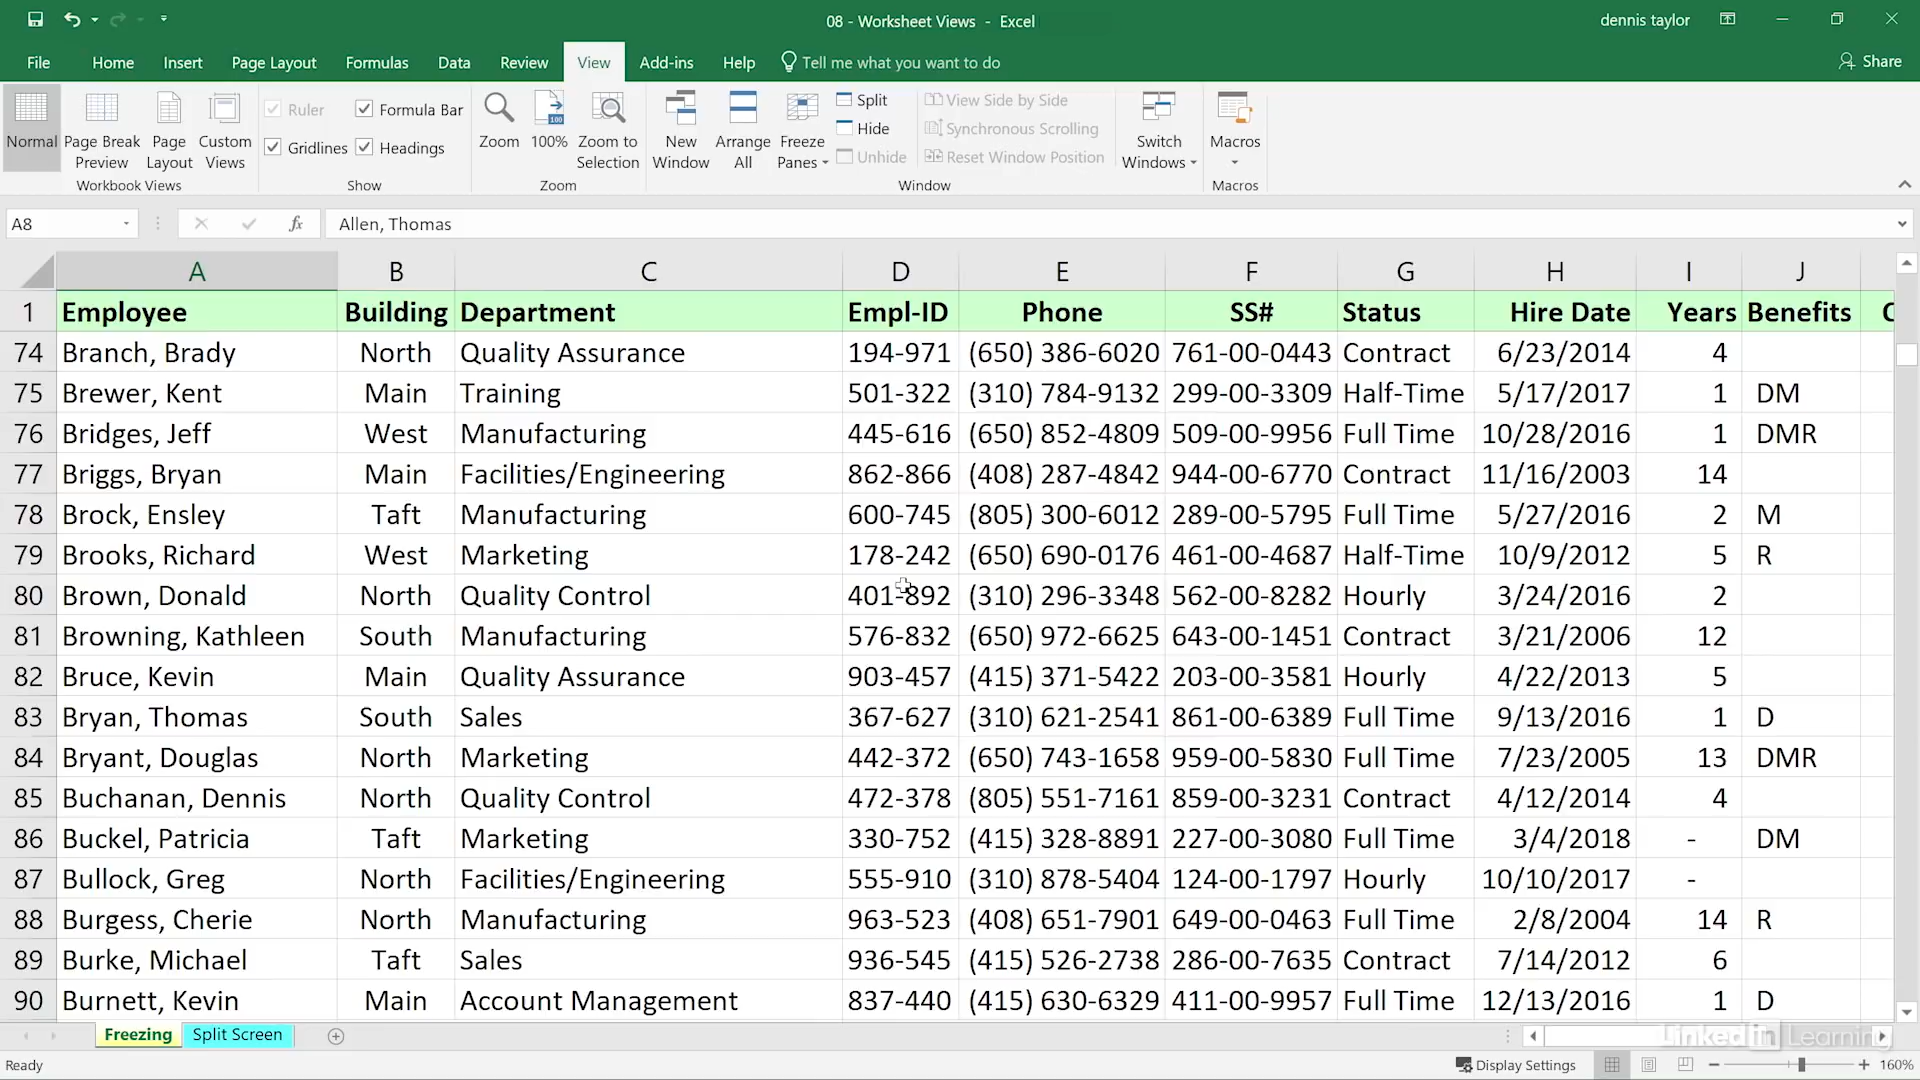 08 - Worksheet Views - Excel
dennis taylor
File Home Insert Page Layout Formulas Data Review View Add-ins Help Tell me what you want to do Share
Normal Page Break Preview Page Layout Custom Views
Workbook Views
Ruler Formula Bar
Gridlines Headings
Show
Zoom 100% Zoom to Selection
Zoom
New Window Arrange All Freeze Panes
Split
Hide
Unhide
View Side by Side
Synchronous Scrolling
Reset Window Position
Switch Windows
Window
Macros
Macros
A8 fx Allen, Thomas
A B C D E F G H I J
1 Employee Building Department Empl-ID Phone SS# Status Hire Date Years Benefits C
74 Branch, Brady North Quality Assurance 194-971 (650) 386-6020 761-00-0443 Contract 6/23/2014 4
75 Brewer, Kent Main Training 501-322 (310) 784-9132 299-00-3309 Half-Time 5/17/2017 1 DM
76 Bridges, Jeff West Manufacturing 445-616 (650) 852-4809 509-00-9956 Full Time 10/28/2016 1 DMR
77 Briggs, Bryan Main Facilities/Engineering 862-866 (408) 287-4842 944-00-6770 Contract 11/16/2003 14
78 Brock, Ensley Taft Manufacturing 600-745 (805) 300-6012 289-00-5795 Full Time 5/27/2016 2 M
79 Brooks, Richard West Marketing 178-242 (650) 690-0176 461-00-4687 Half-Time 10/9/2012 5 R
80 Brown, Donald North Quality Control 401-892 (310) 296-3348 562-00-8282 Hourly 3/24/2016 2
81 Browning, Kathleen South Manufacturing 576-832 (650) 972-6625 643-00-1451 Contract 3/21/2006 12
82 Bruce, Kevin Main Quality Assurance 903-457 (415) 371-5422 203-00-3581 Hourly 4/22/2013 5
83 Bryan, Thomas South Sales 367-627 (310) 621-2541 861-00-6389 Full Time 9/13/2016 1 D
84 Bryant, Douglas North Marketing 442-372 (650) 743-1658 959-00-5830 Full Time 7/23/2005 13 DMR
85 Buchanan, Dennis North Quality Control 472-378 (805) 551-7161 859-00-3231 Contract 4/12/2014 4
86 Buckel, Patricia Taft Marketing 330-752 (415) 328-8891 227-00-3080 Full Time 3/4/2018 - DM
87 Bullock, Greg North Facilities/Engineering 555-910 (310) 878-5404 124-00-1797 Hourly 10/10/2017 -
88 Burgess, Cherie North Manufacturing 963-523 (408) 651-7901 649-00-0463 Full Time 2/8/2004 14 R
89 Burke, Michael Taft Sales 936-545 (415) 526-2738 286-00-7635 Contract 7/14/2012 6
90 Burnett, Kevin Main Account Management 837-440 (415) 630-6329 411-00-9957 Full Time 12/13/2016 1 D
Freezing Split Screen
Linked in Learning
Ready Display Settings 160%